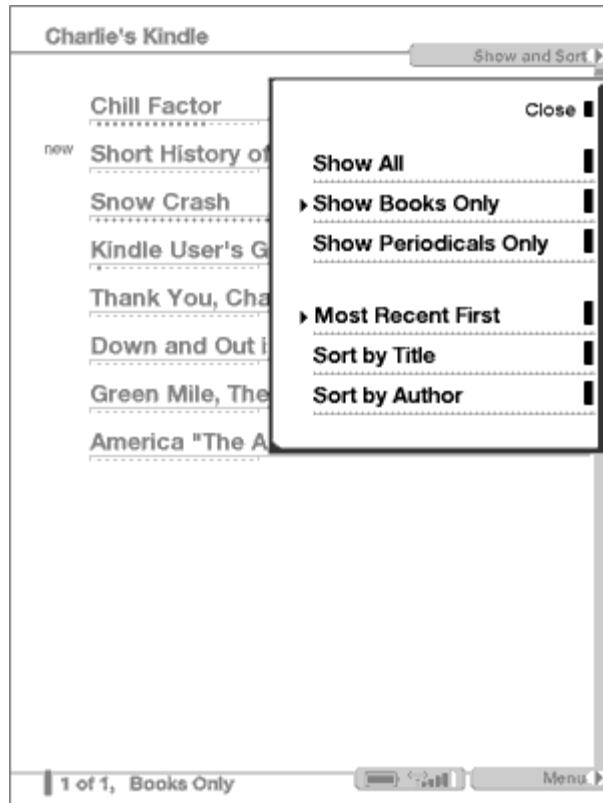 Charlie's Kindle
Show and Sort
Close
Chill Factor
new Short History of
Snow Crash
Kindle User's G
Thank You, Cha
Down and Out i
Green Mile, The
America "The A
Show All
Show Books Only
Show Periodicals Only
Most Recent First
Sort by Title
Sort by Author
1 of 1, Books Only
Menu